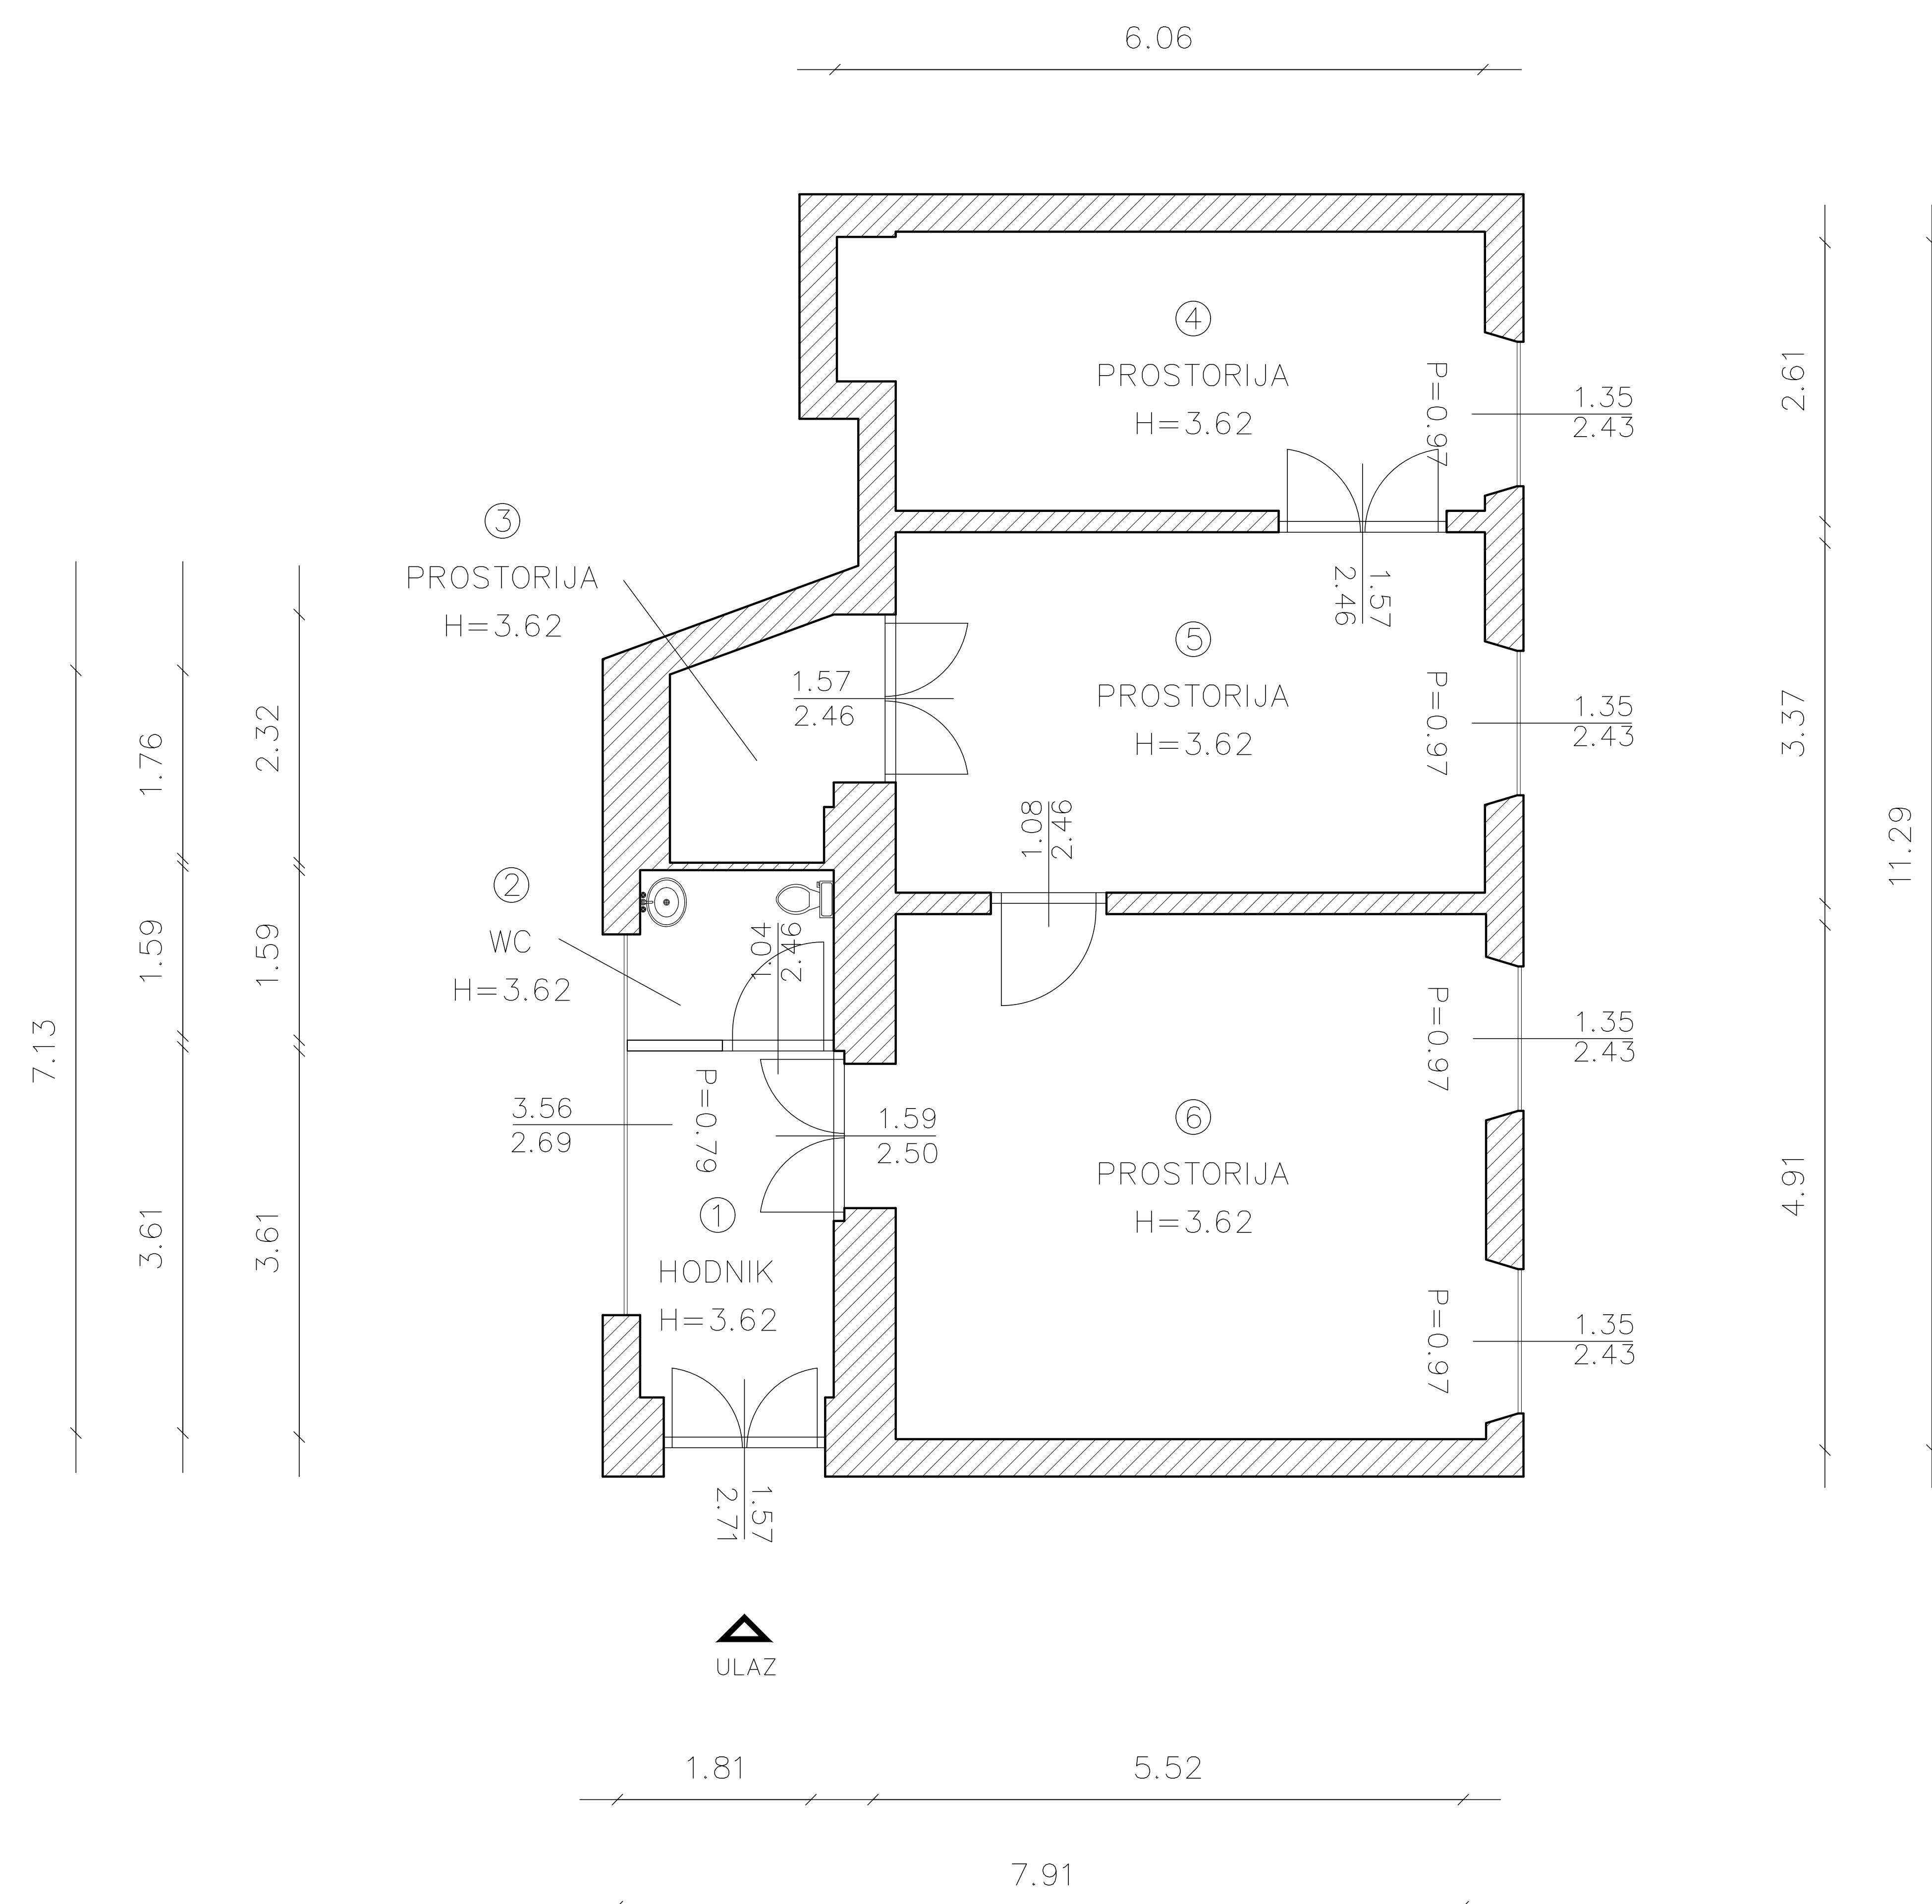 6.06
④
PROSTORIJA
H=3.62
P=0.97
1.35
2.43
2.61
1.57
2.46
③
PROSTORIJA
H=3.62
⑤
PROSTORIJA
H=3.62
1.57
2.46
P=0.97
1.35
2.43
3.37
1.76
2.32
1.08
2.46
11.29
②
WC
H=3.62
1.04
2.46
1.59
1.59
7.13
P=0.97
1.35
2.43
3.56
2.69
P=0.79
1.59
2.50
⑥
PROSTORIJA
H=3.62
4.91
3.61
3.61
①
HODNIK
H=3.62
P=0.97
1.35
2.43
1.57
2.71
ULAZ
1.81
5.52
7.91